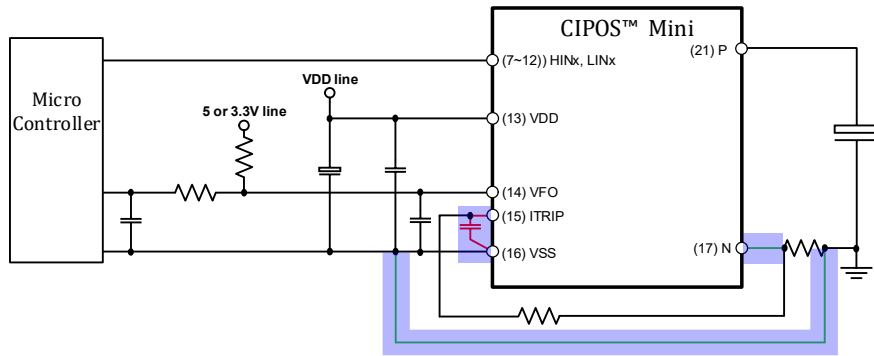 CIPOS™ Mini
(21) P
(7~12)) HINx, LINx
Micro
Controller
VDD line
5 or 3.3V line
(13) VDD
(14) VFO
(15) ITRIP
(16) VSS
(17) N